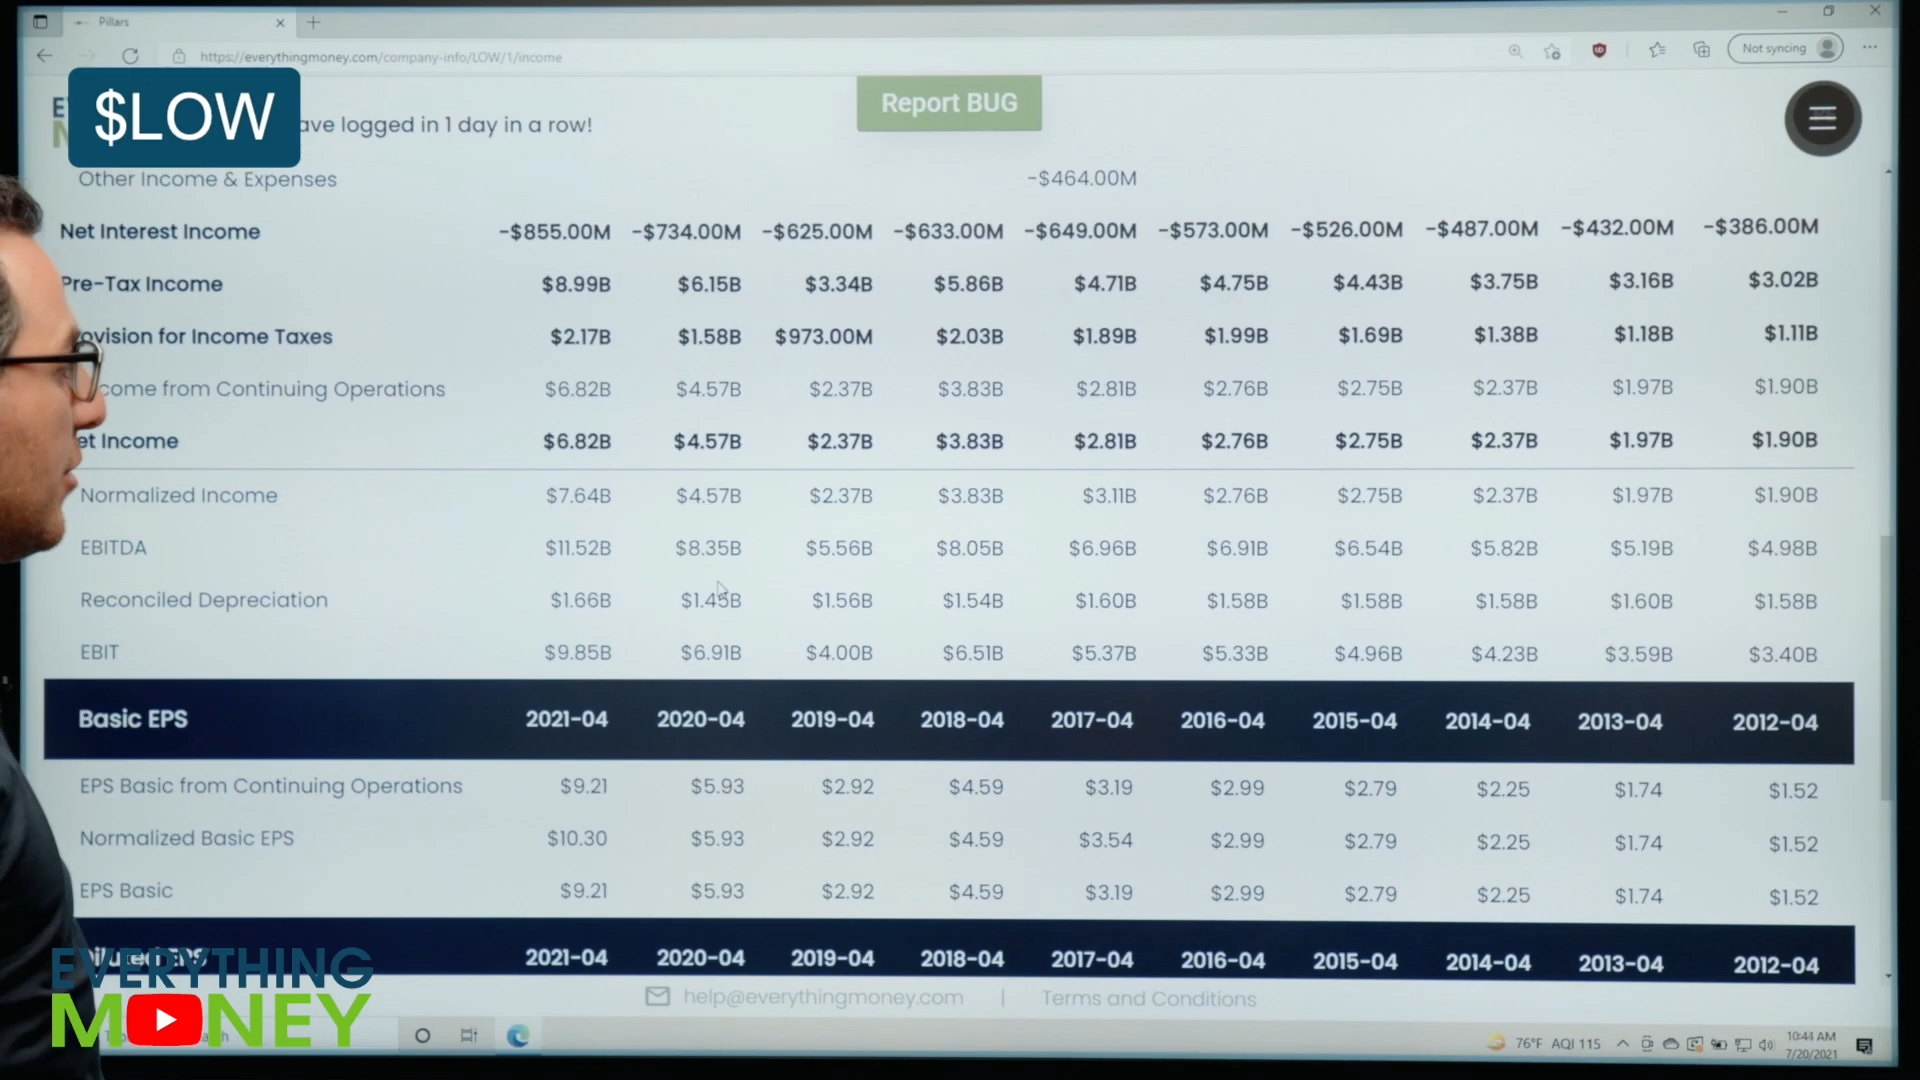 Pillars
https://everythingmoney.com/company-info/LOW/1/income
Not syncing
$LOW
ave logged in 1 day in a row!
Report BUG
Other Income & Expenses -$464.00M
Net Interest Income -$855.00M -$734.00M -$625.00M -$633.00M -$649.00M -$573.00M -$526.00M -$487.00M -$432.00M -$386.00M
Pre-Tax Income $8.99B $6.15B $3.34B $5.86B $4.71B $4.75B $4.43B $3.75B $3.16B $3.02B
ovision for Income Taxes $2.17B $1.58B $973.00M $2.03B $1.89B $1.99B $1.69B $1.38B $1.18B $1.11B
come from Continuing Operations $6.82B $4.57B $2.37B $3.83B $2.81B $2.76B $2.75B $2.37B $1.97B $1.90B
et Income $6.82B $4.57B $2.37B $3.83B $2.81B $2.76B $2.75B $2.37B $1.97B $1.90B
Normalized Income $7.64B $4.57B $2.37B $3.83B $3.11B $2.76B $2.75B $2.37B $1.97B $1.90B
EBITDA $11.52B $8.35B $5.56B $8.05B $6.96B $6.91B $6.54B $5.82B $5.19B $4.98B
Reconciled Depreciation $1.66B $1.45B $1.56B $1.54B $1.60B $1.58B $1.58B $1.58B $1.60B $1.58B
EBIT $9.85B $6.91B $4.00B $6.51B $5.37B $5.33B $4.96B $4.23B $3.59B $3.40B
Basic EPS 2021-04 2020-04 2019-04 2018-04 2017-04 2016-04 2015-04 2014-04 2013-04 2012-04
EPS Basic from Continuing Operations $9.21 $5.93 $2.92 $4.59 $3.19 $2.99 $2.79 $2.25 $1.74 $1.52
Normalized Basic EPS $10.30 $5.93 $2.92 $4.59 $3.54 $2.99 $2.79 $2.25 $1.74 $1.52
EPS Basic $9.21 $5.93 $2.92 $4.59 $3.19 $2.99 $2.79 $2.25 $1.74 $1.52
2021-04 2020-04 2019-04 2018-04 2017-04 2016-04 2015-04 2014-04 2013-04 2012-04
EVERYTHING
MONEY
help@everythingmoney.com | Terms and Conditions
76°F AQI 115
10:44 AM
7/20/2021